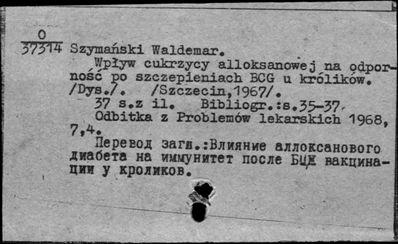 О
37314 Szymański Waldemar.
Wpływ cukrzycy alloksanowej na odpor-
ność po szczepieniach BCG u królików.
/Dys./. /Szczecin,1967/.
37 s.z il. Bibliogr.:s.35-37.
Odbitka z Problemów lekarskich 1968,
7,4.
Перевод загл.:Влияние аллоксанового
диабета на иммунитет после БЦЖ вакцина-
ции у кроликов.